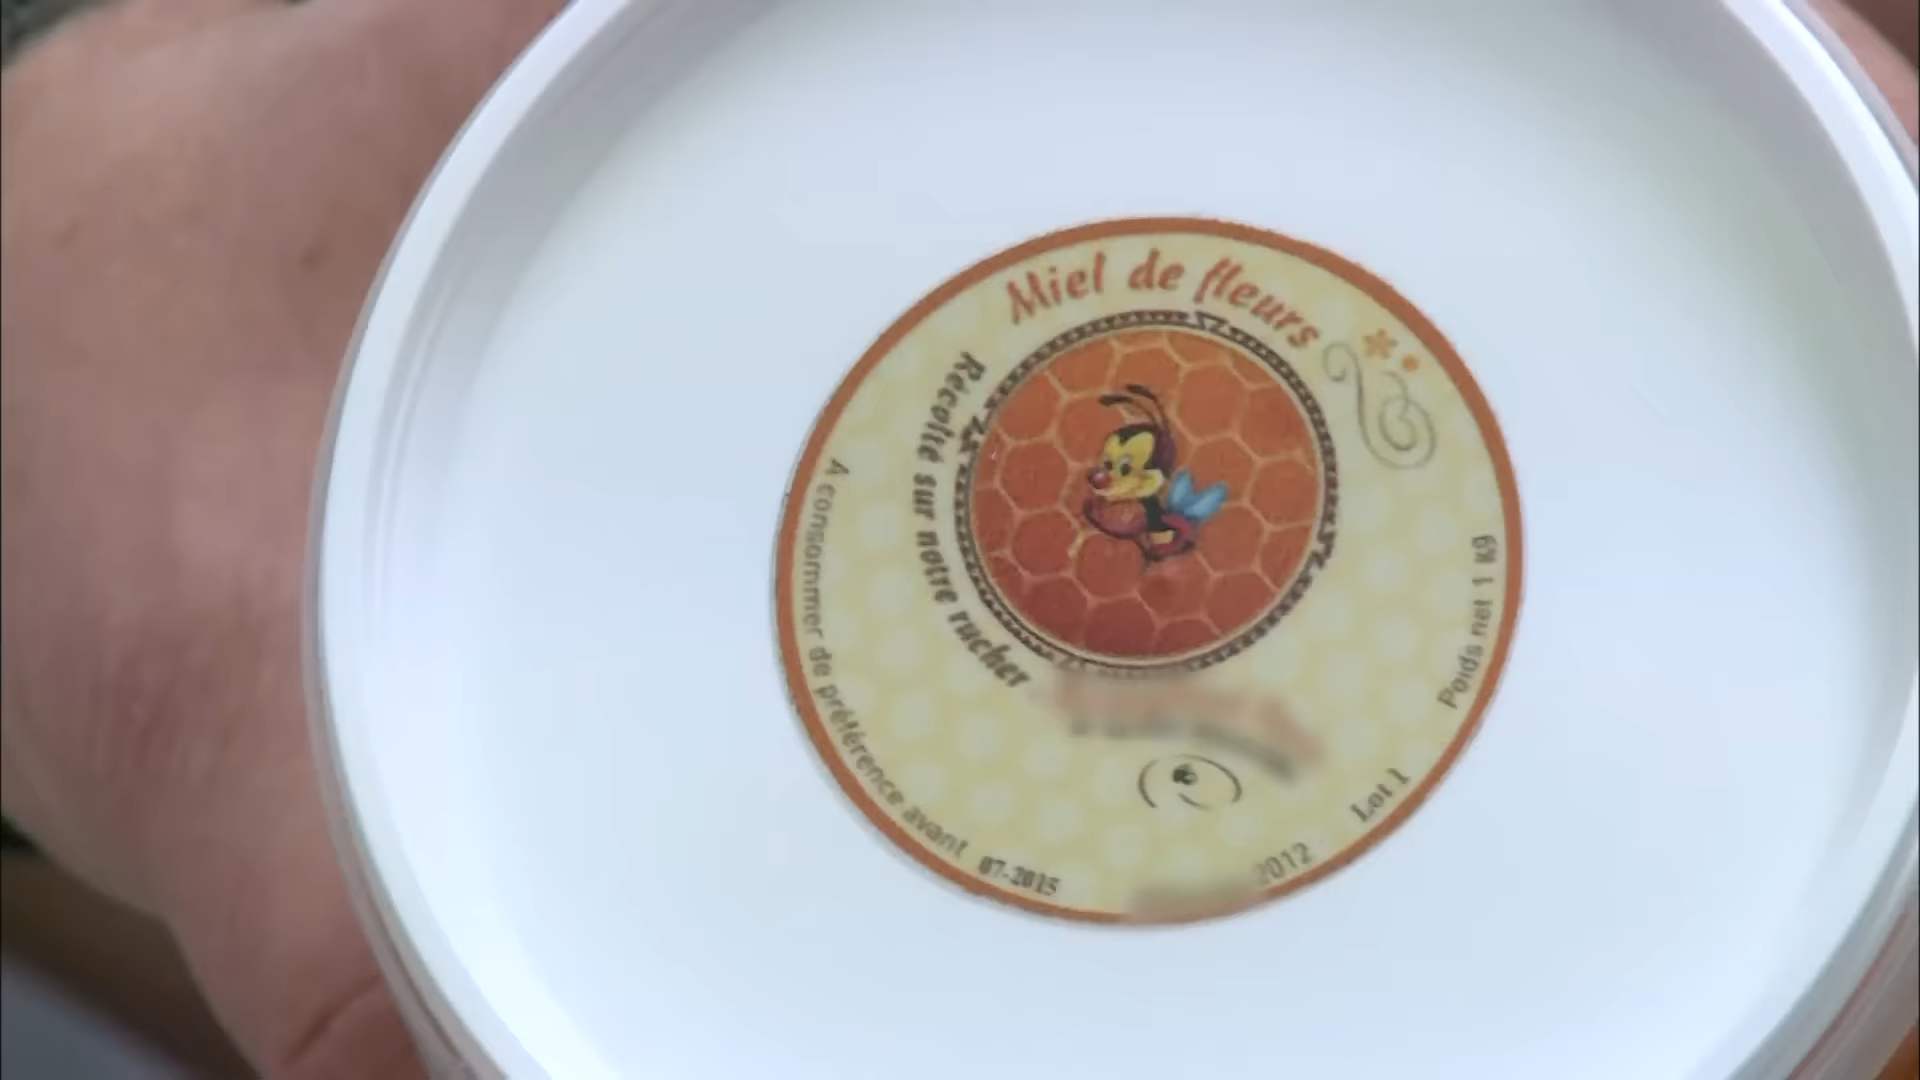 Miel de fleurs
Récolté sur notre rucher
A consommer de préférence avant 07-2015
2012
Lot 1
Poids net 1 kg